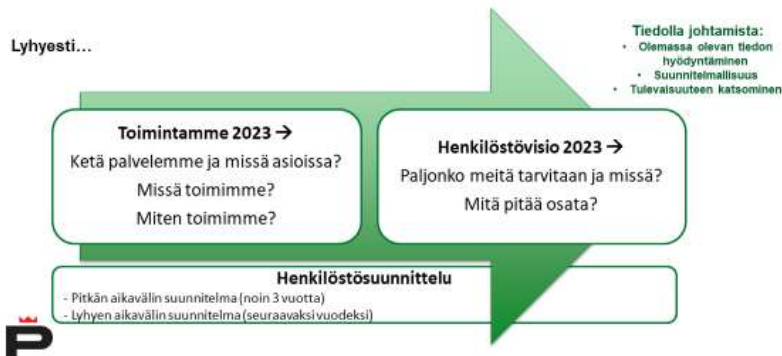 Lyhyesti...
Tiedolla johtamista:
• Olemassa olevan tiedon
hyödyntäminen
• Suunnitelmallisuus
• Tulevaisuuteen katsominen
Toimintamme 2023 →
Ketä palvelemme ja missä asioissa?
Missä toimimme?
Miten toimimme?
Henkilöstövisio 2023 →
Paljonko meitä tarvitaan ja missä?
Mitä pitää osata?
Henkilöstösuunnittelu
- Pitkän aikavälin suunnitelma (noin 3 vuotta)
- Lyhyen aikavälin suunnitelma (seuraavaksi vuodeksi)
P